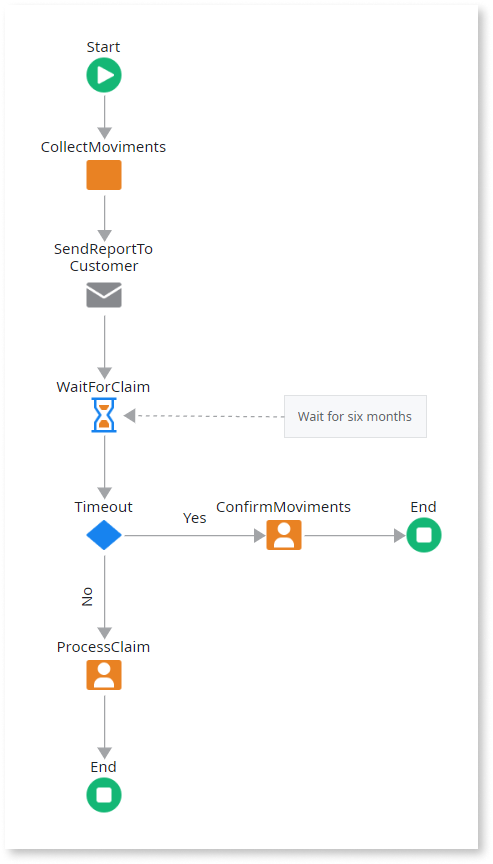 Start
CollectMoviments
SendReportTo
Customer
WaitForClaim
Wait for six months
Timeout
Yes
ConfirmMoviments
End
No
ProcessClaim
End